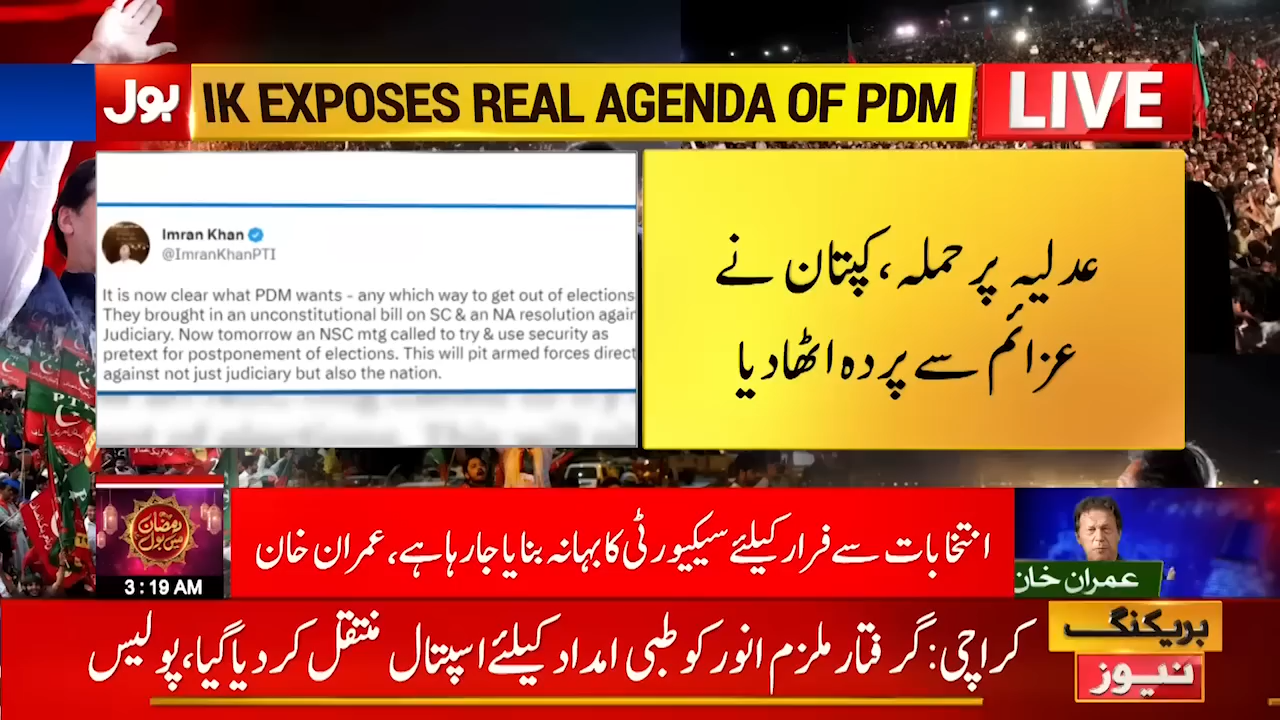 بول
IK EXPOSES REAL AGENDA OF PDM
LIVE
Imran Khan
@ImranKhanPTI
It is now clear what PDM wants - any which way to get out of elections
They brought in an unconstitutional bill on SC & an NA resolution again
Judiciary. Now tomorrow an NSC mtg called to try & use security as
pretext for postponement of elections. This will pit armed forces direct
against not just judiciary but also the nation.
عدلیہ پر حملہ، کپتان نے
عزائم سے پردہ اٹھا دیا
رمضان
میں بول
3:19 AM
انتخابات سے فرار کیلئے سیکیورٹی کا بہانہ بنایا جا رہا ہے، عمران خان
عمران خان
کراچی: گرفتار ملزم انور کو طبی امداد کیلئے اسپتال منتقل کر دیا گیا، پولیس
بریکنگ
نیوز